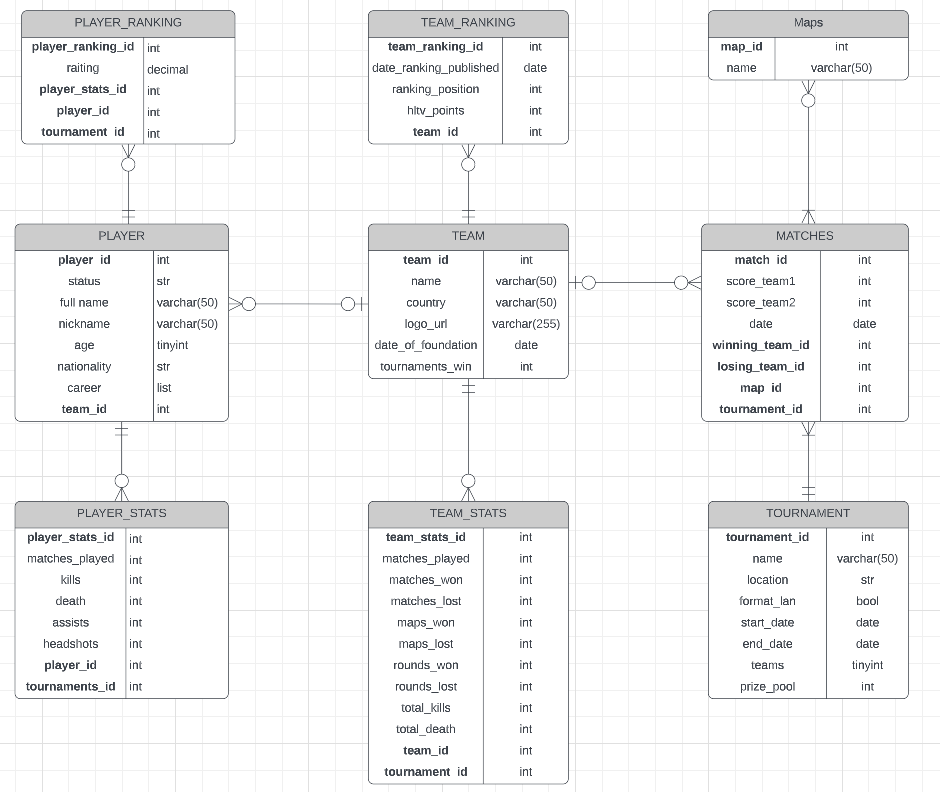 PLAYER_RANKING
player_ranking_id int
raiting decimal
player_stats_id int
player_id int
tournament_id int
TEAM_RANKING
team_ranking_id int
date_ranking_published date
ranking_position int
hltv_points int
team_id int
Maps
map_id int
name varchar(50)
PLAYER
player_id int
status str
full name varchar(50)
nickname varchar(50)
age tinyint
nationality str
career list
team_id int
TEAM
team_id int
name varchar(50)
country varchar(50)
logo_url varchar(255)
date_of_foundation date
tournaments_win int
MATCHES
match_id int
score_team1 int
score_team2 int
date date
winning_team_id int
losing_team_id int
map_id int
tournament_id int
PLAYER_STATS
player_stats_id int
matches_played int
kills int
death int
assists int
headshots int
player_id int
tournaments_id int
TEAM_STATS
team_stats_id int
matches_played int
matches_won int
matches_lost int
maps_won int
maps_lost int
rounds_won int
rounds_lost int
total_kills int
total_death int
team_id int
tournament_id int
TOURNAMENT
tournament_id int
name varchar(50)
location str
format_lan bool
start_date date
end_date date
teams tinyint
prize_pool int